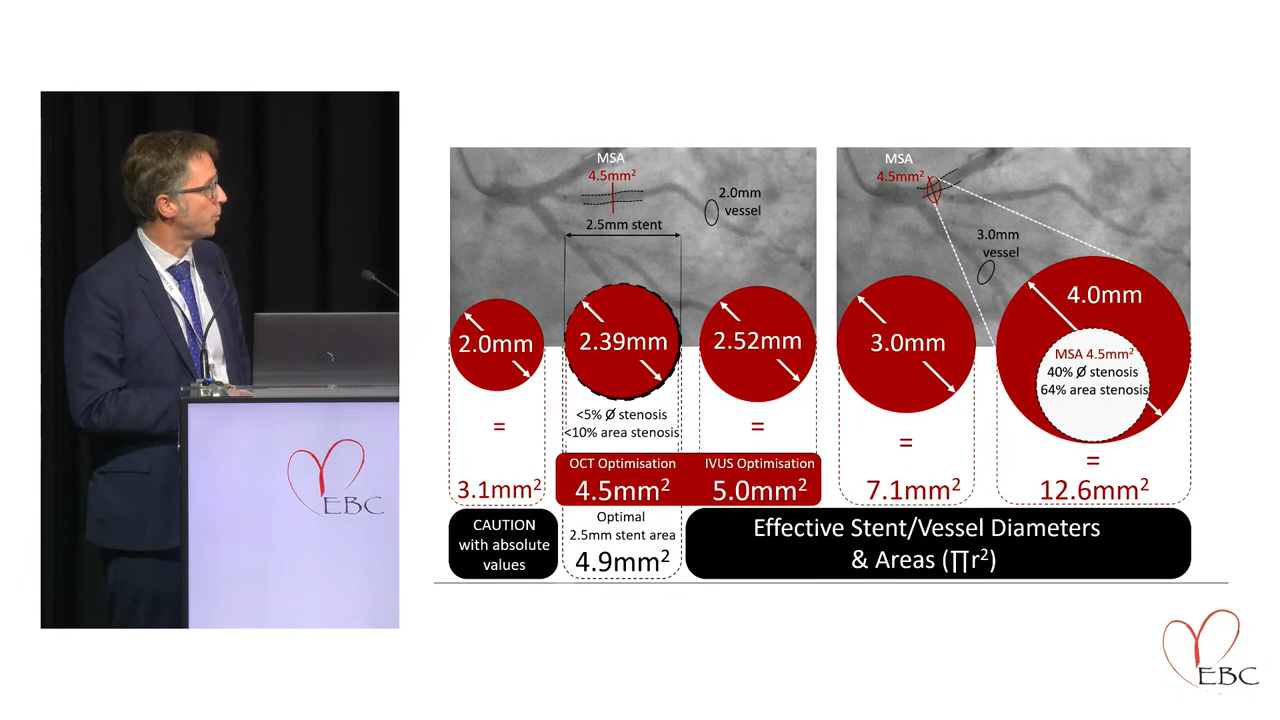 MSA
4.5mm²
2.0mm
vessel
2.5mm stent
2.0mm
2.39mm
2.52mm
<5% Ø stenosis
<10% area stenosis
=
=
OCT Optimisation
IVUS Optimisation
3.1mm²
4.5mm²
5.0mm²
CAUTION
with absolute
values
Optimal
2.5mm stent area
4.9mm²
MSA
4.5mm²
3.0mm
vessel
3.0mm
4.0mm
MSA 4.5mm²
40% Ø stenosis
64% area stenosis
=
=
7.1mm²
12.6mm²
Effective Stent/Vessel Diameters
& Areas (∏r²)
EBC
EBC